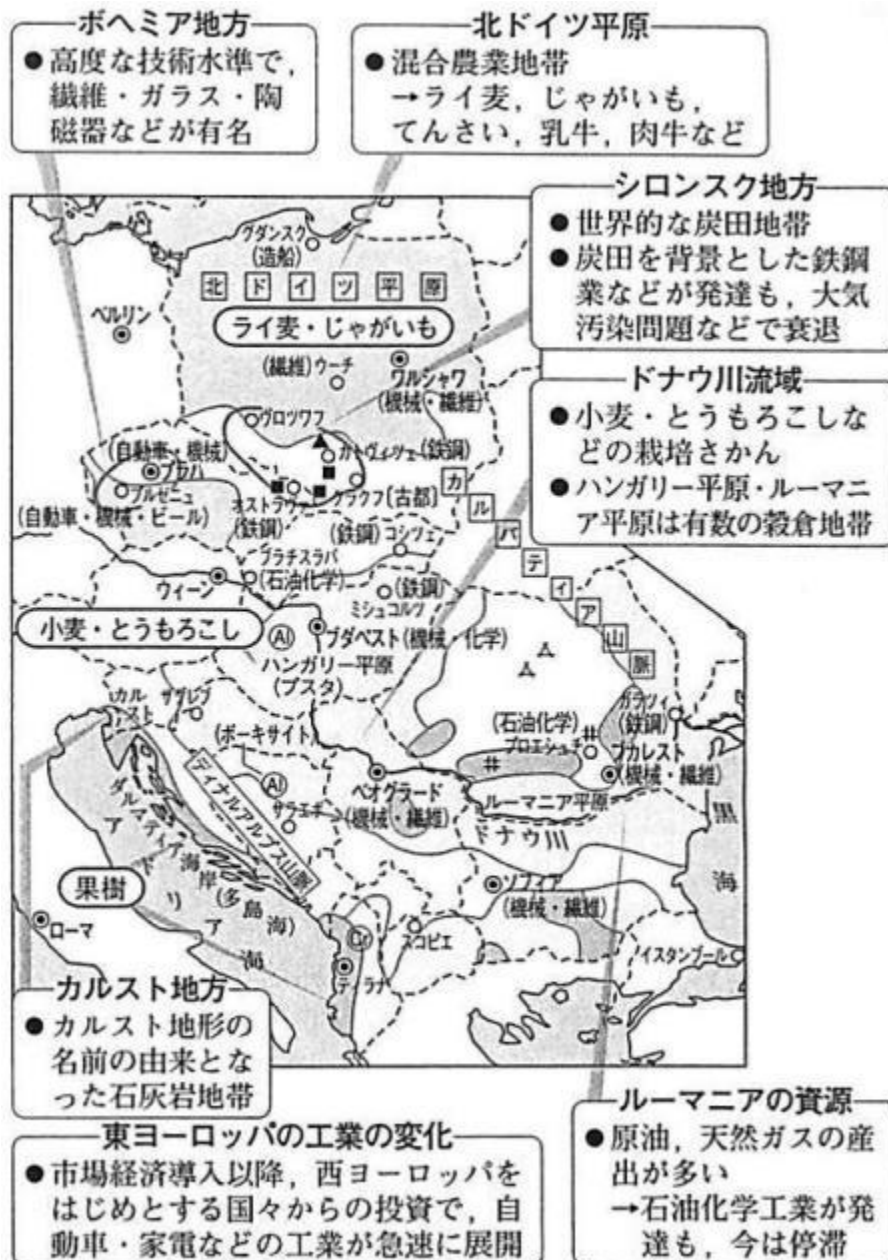 ボヘミア地方
●高度な技術水準で，
繊維・ガラス・陶
磁器などが有名
北ドイツ平原
●混合農業地帯
→ライ麦，じゃがいも，
てんさい，乳牛，肉牛など
シロンスク地方
●世界的な炭田地帯
●炭田を背景とした鉄鋼
業などが発達も，大気
汚染問題などで衰退
ドナウ川流域
●小麦・とうもろこしな
どの栽培さかん
●ハンガリー平原・ルーマニ
ア平原は有数の穀倉地帯
グダンスク
(造船)
北ドイツ平原
ベルリン
ライ麦・じゃがいも
(繊維)ウーチ
ワルシャワ
(機械・繊維)
ヴロツワフ
(自動車・機械)
プラハ
カトヴィツェ(鉄鋼)
プルゼニュ
(自動車・機械・ビール)
オストラヴァ
(鉄鋼)
クラクフ〔古都〕
カルパティア山脈
(鉄鋼)コシツェ
ブラチスラバ
(石油化学)
ウィーン
(鉄鋼)
ミシュコルツ
小麦・とうもろこし
Al
ブダペスト(機械・化学)
ハンガリー平原
(プスタ)
カルスト
ザグレブ
(ボーキサイト)
(石油化学)
プロエシュチ
ガラツィ
(鉄鋼)
ブカレスト
(機械・繊維)
Al
サラエボ
ディナルアルプス山脈
ベオグラード
(機械・繊維)
ルーマニア平原
ドナウ川
黒海
ダルマティア海岸(多島海)
アドリア海
果樹
ソフィア
(機械・繊維)
ローマ
Cr
スコピエ
ティラナ
イスタンブール
カルスト地方
●カルスト地形の
名前の由来とな
った石灰岩地帯
東ヨーロッパの工業の変化
●市場経済導入以降，西ヨーロッパを
はじめとする国々からの投資で，自
動車・家電などの工業が急速に展開
ルーマニアの資源
●原油，天然ガスの産
出が多い
→石油化学工業が発
達も，今は停滞